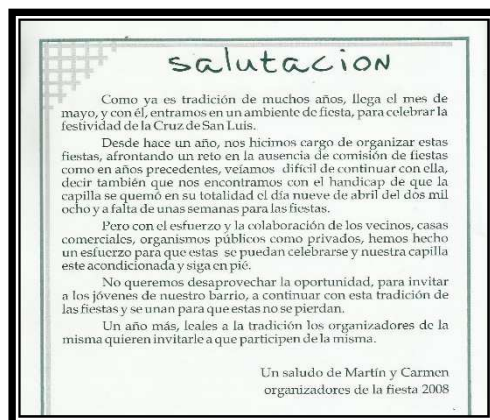 salutacioN
Como ya es tradición de muchos años, llega el mes de
mayo, y con él, entramos en un ambiente de fiesta, para celebrar la
festividad de la Cruz de San Luis.
Desde hace un año, nos hicimos cargo de organizar estas
fiestas, afrontando un reto en la ausencia de comisión de fiestas
como en años precedentes, veíamos difícil de continuar con ella,
decir también que nos encontramos con el handicap de que la
capilla se quemó en su totalidad el día nueve de abril del dos mil
ocho y a falta de unas semanas para las fiestas.
Pero con el esfuerzo y la colaboración de los vecinos, casas
comerciales, organismos públicos como privados, hemos hecho
un esfuerzo para que estas se puedan celebrarse y nuestra capilla
este acondicionada y siga en pié.
No queremos desaprovechar la oportunidad, para invitar
a los jóvenes de nuestro barrio, a continuar con esta tradición de
las fiestas y se unan para que estas no se pierdan.
Un año más, leales a la tradición los organizadores de la
misma quieren invitarle a que participen de la misma.
Un saludo de Martín y Carmen
organizadores de la fiesta 2008